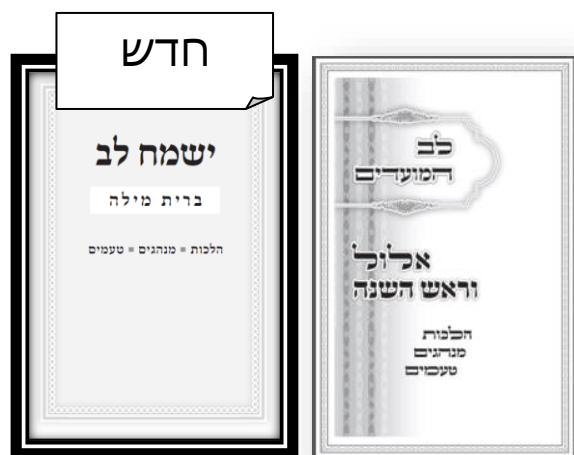 חדש
ישמח לב
ברית מילה
הלכות = מנהגים = טעמים
לב
המועדים
אלול
וראש השנה
הלכות
מנהגים
טעמים